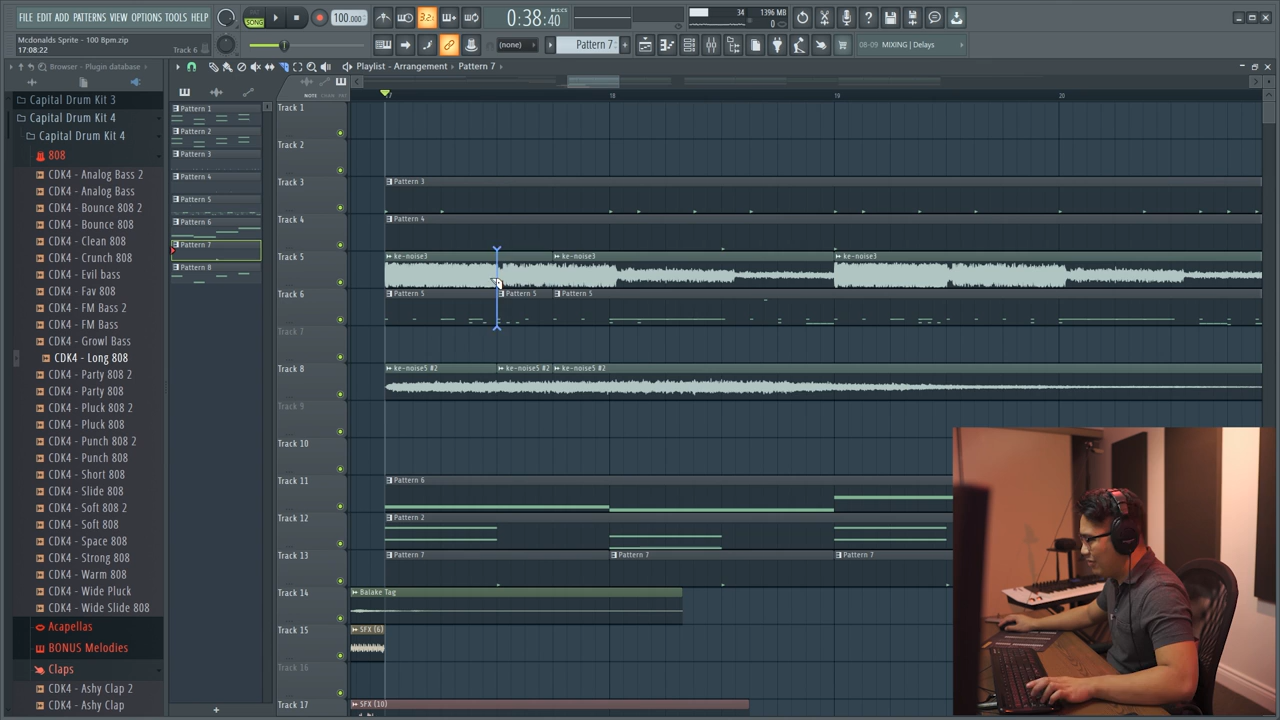 FILE EDIT ADD PATTERNS VIEW OPTIONS TOOLS HELP
SONG
100.000
3.2
0:38:40
M:S:CS
34
1396 MB
0
Mcdonalds Sprite - 100 Bpm.zip
17:08:22
Track 6
(none)
Pattern 7
08-09 MIXING | Delays
Browser - Plugin database
Playlist - Arrangement
Pattern 7
NOTE
17
18
19
20
Capital Drum Kit 3
Capital Drum Kit 4
Capital Drum Kit 4
808
CDK4 - Analog Bass 2
CDK4 - Analog Bass
CDK4 - Bounce 808 2
CDK4 - Bounce 808
CDK4 - Clean 808
CDK4 - Crunch 808
CDK4 - Evil bass
CDK4 - Fav 808
CDK4 - FM Bass 2
CDK4 - FM Bass
CDK4 - Growl Bass
CDK4 - Long 808
CDK4 - Party 808 2
CDK4 - Party 808
CDK4 - Pluck 808 2
CDK4 - Pluck 808
CDK4 - Punch 808 2
CDK4 - Punch 808
CDK4 - Short 808
CDK4 - Slide 808
CDK4 - Soft 808 2
CDK4 - Soft 808
CDK4 - Space 808
CDK4 - Strong 808
CDK4 - Warm 808
CDK4 - Wide Pluck
CDK4 - Wide Slide 808
Acapellas
BONUS Melodies
Claps
CDK4 - Ashy Clap 2
CDK4 - Ashy Clap
Pattern 1
Pattern 2
Pattern 3
Pattern 4
Pattern 5
Pattern 6
Pattern 7
Pattern 8
Track 1
Track 2
Track 3
Pattern 3
Track 4
Pattern 4
Track 5
ke-noise3
ke-noise3
ke-noise3
Track 6
Pattern 5
Pattern 5
Pattern 5
Track 7
Track 8
ke-noise5 #2
ke-noise5 #2
ke-noise5 #2
Track 9
Track 10
Track 11
Pattern 6
Track 12
Pattern 2
Track 13
Pattern 7
Pattern 7
Pattern 7
Track 14
Balake Tag
Track 15
SFX (6)
Track 16
Track 17
SFX (10)